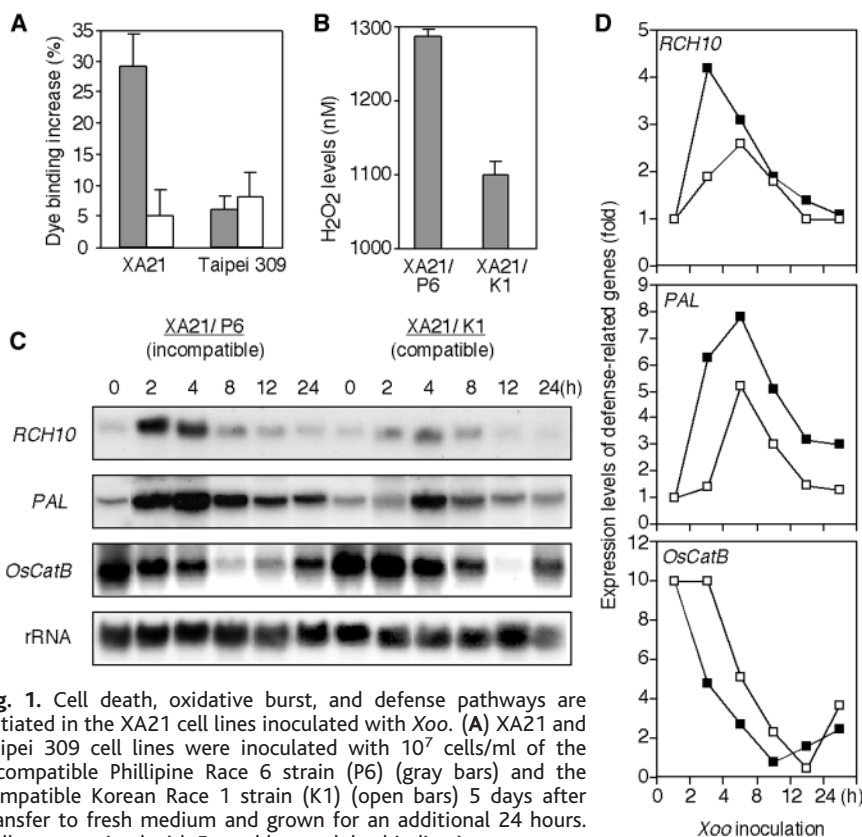 A
Dye binding increase (%)
35
30
25
20
15
10
5
0
XA21 Taipei 309
B
H2O2 levels (nM)
1300
1200
1100
1000
XA21/ P6 XA21/ K1
C
XA21/ P6 XA21/ K1
(incompatible) (compatible)
0 2 4 8 12 24 0 2 4 8 12 24(h)
RCH10
PAL
OsCatB
rRNA
D
Expression levels of defense-related genes (fold)
RCH10
5
4
3
2
1
0
PAL
9
8
7
6
5
4
3
2
1
0
OsCatB
12
10
8
6
4
2
0
0 2 4 8 12 24 (h)
Xoo inoculation
g. 1. Cell death, oxidative burst, and defense pathways are
tiated in the XA21 cell lines inoculated with Xoo. (A) XA21 and
ipei 309 cell lines were inoculated with 10^7 cells/ml of the
compatible Phillipine Race 6 strain (P6) (gray bars) and the
mpatible Korean Race 1 strain (K1) (open bars) 5 days after
ansfer to fresh medium and grown for an additional 24 hours.